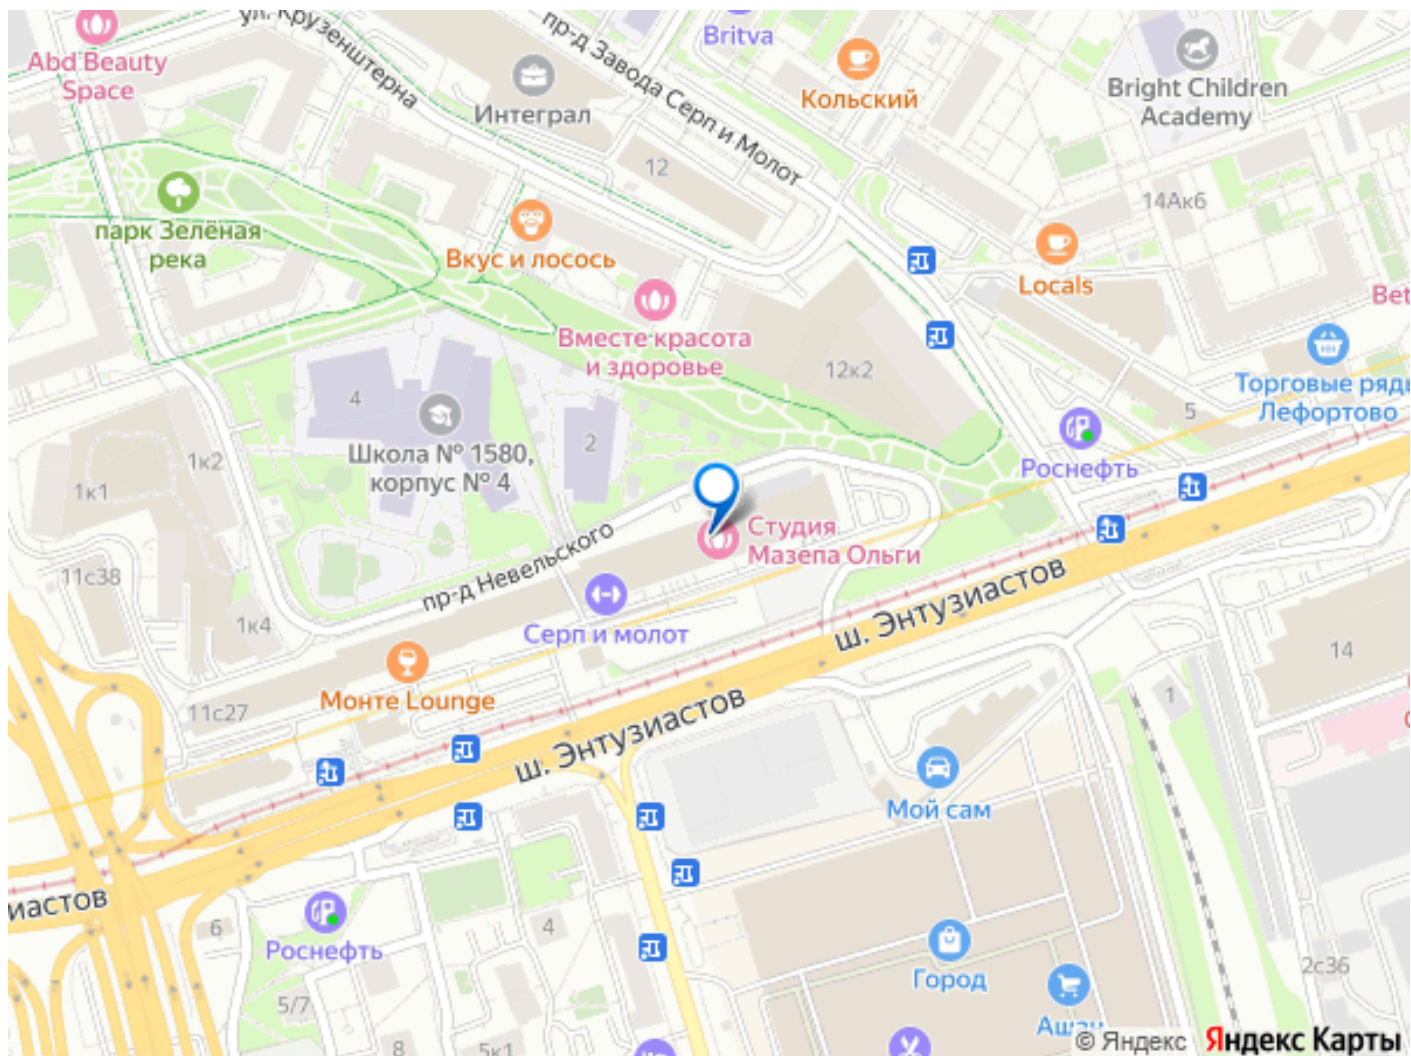 ул. Крузенштерна
пр-д Завода Серп и Молот
Britva
Abd Beauty
Space
Кольский
Bright Children
Academy
Интеграл
12
14Ак6
парк Зелёная
река
Вкус и лосось
Locals
Bet
Вместе красота
и здоровье
12к2
Торговые ряды
Лефортово
4
5
2
Школа № 1580,
корпус № 4
1к2
Роснефть
1к1
Студия
Мазепа Ольги
пр-д Невельского
11с38
ш. Энтузиастов
1к4
Серп и молот
14
Монте Lounge
1
11с27
ш. Энтузиастов
Мой сам
иастов
6
4
Роснефть
Город
2с36
5/7
Ашан
8
5к1
© Яндекс Яндекс Карты